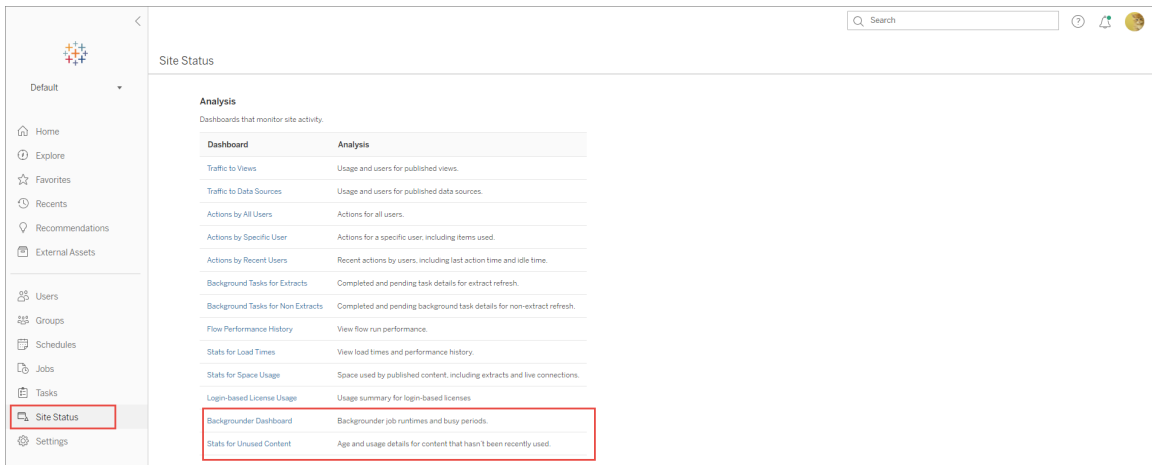 Search
Site Status
Default
Home
Explore
Favorites
Recents
Recommendations
External Assets
Users
Groups
Schedules
Jobs
Tasks
Site Status
Settings
Analysis
Dashboards that monitor site activity.
Dashboard Analysis
Traffic to Views Usage and users for published views.
Traffic to Data Sources Usage and users for published data sources.
Actions by All Users Actions for all users.
Actions by Specific User Actions for a specific user, including items used.
Actions by Recent Users Recent actions by users, including last action time and idle time.
Background Tasks for Extracts Completed and pending task details for extract refresh.
Background Tasks for Non Extracts Completed and pending background task details for non-extract refresh.
Flow Performance History View flow run performance.
Stats for Load Times View load times and performance history.
Stats for Space Usage Space used by published content, including extracts and live connections.
Login-based License Usage Usage summary for login-based licenses
Backgrounder Dashboard Backgrounder job runtimes and busy periods.
Stats for Unused Content Age and usage details for content that hasn't been recently used.